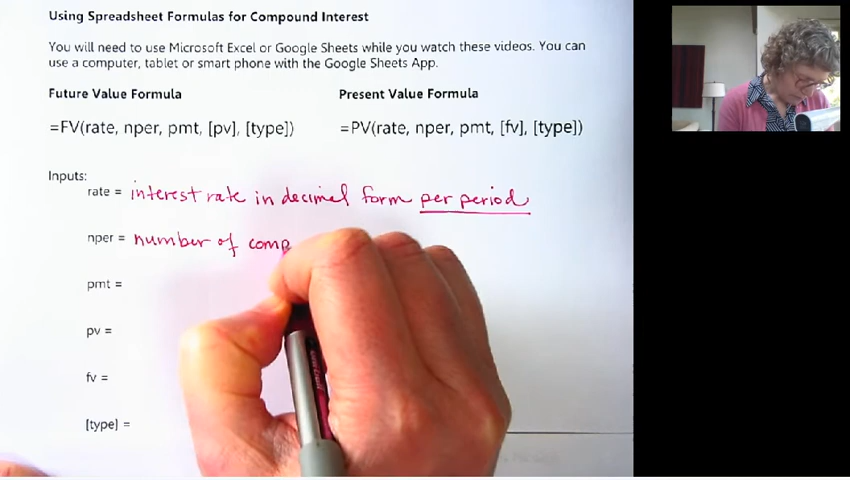 Using Spreadsheet Formulas for Compound Interest
You will need to use Microsoft Excel or Google Sheets while you watch these videos. You can
use a computer, tablet or smart phone with the Google Sheets App.
Future Value Formula
Present Value Formula
=FV(rate, nper, pmt, [pv], [type])
=PV(rate, nper, pmt, [fv], [type])
Inputs:
rate = interest rate in decimal form per period
nper = number of comp
pmt =
pv =
fv =
[type] =